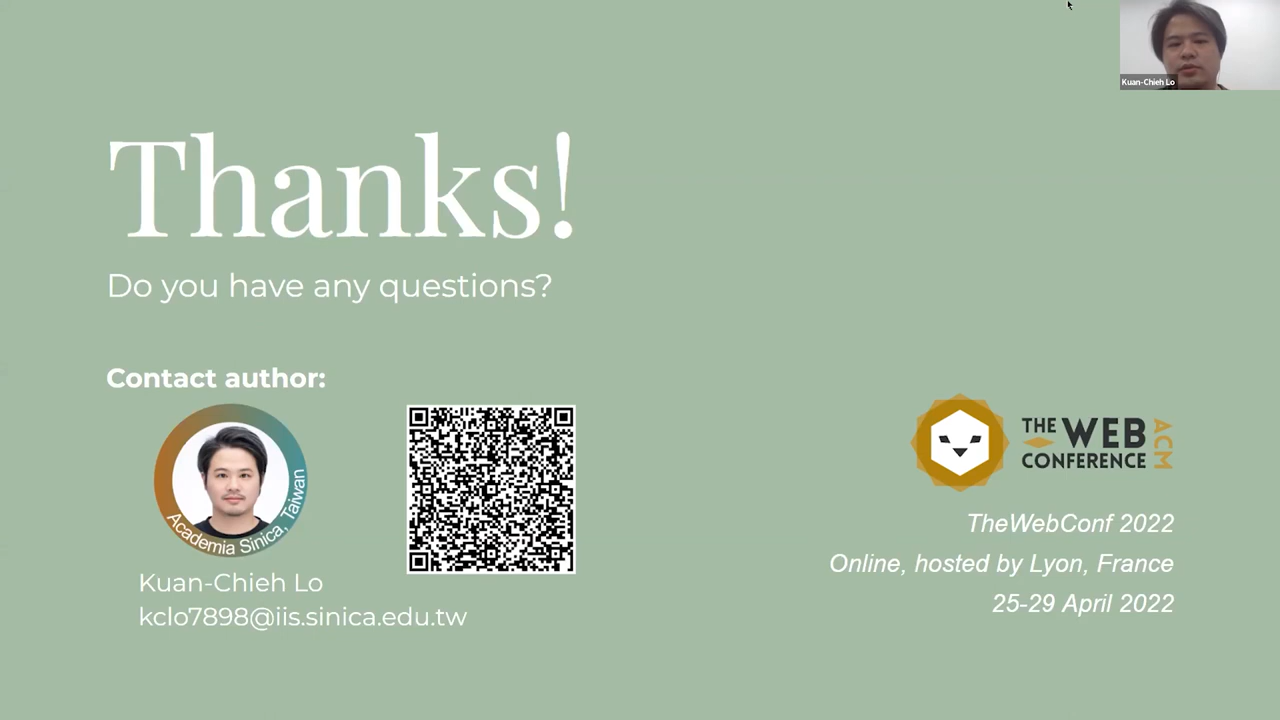 Kuan-Chieh Lo
Thanks!
Do you have any questions?
Contact author:
Academia Sinica, Taiwan
Kuan-Chieh Lo
kclo7898@iis.sinica.edu.tw
THE WEB
CONFERENCE
ACM
TheWebConf 2022
Online, hosted by Lyon, France
25-29 April 2022